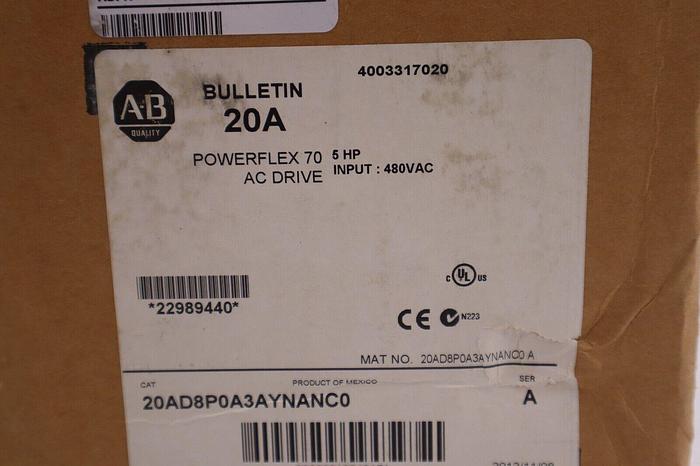 4003317020
A-B
QUALITY
BULLETIN
20A
POWERFLEX 70
AC DRIVE
5 HP
INPUT : 480VAC
*22989440*
C UL US
CE N223
MAT NO. 20AD8P0A3AYNANC0 A
CAT
PRODUCT OF MEXICO
SER
20AD8P0A3AYNANC0
A